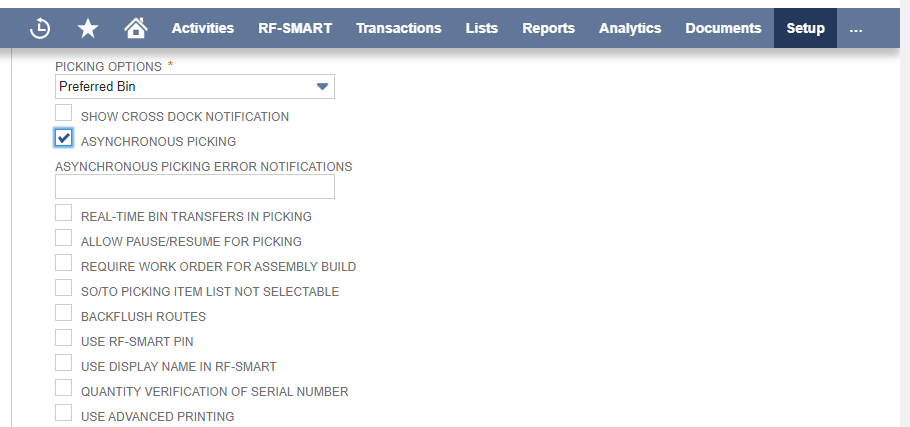 Activities RF-SMART Transactions Lists Reports Analytics Documents Setup ...
PICKING OPTIONS *
Preferred Bin
SHOW CROSS DOCK NOTIFICATION
ASYNCHRONOUS PICKING
ASYNCHRONOUS PICKING ERROR NOTIFICATIONS
REAL-TIME BIN TRANSFERS IN PICKING
ALLOW PAUSE/RESUME FOR PICKING
REQUIRE WORK ORDER FOR ASSEMBLY BUILD
SO/TO PICKING ITEM LIST NOT SELECTABLE
BACKFLUSH ROUTES
USE RF-SMART PIN
USE DISPLAY NAME IN RF-SMART
QUANTITY VERIFICATION OF SERIAL NUMBER
USE ADVANCED PRINTING